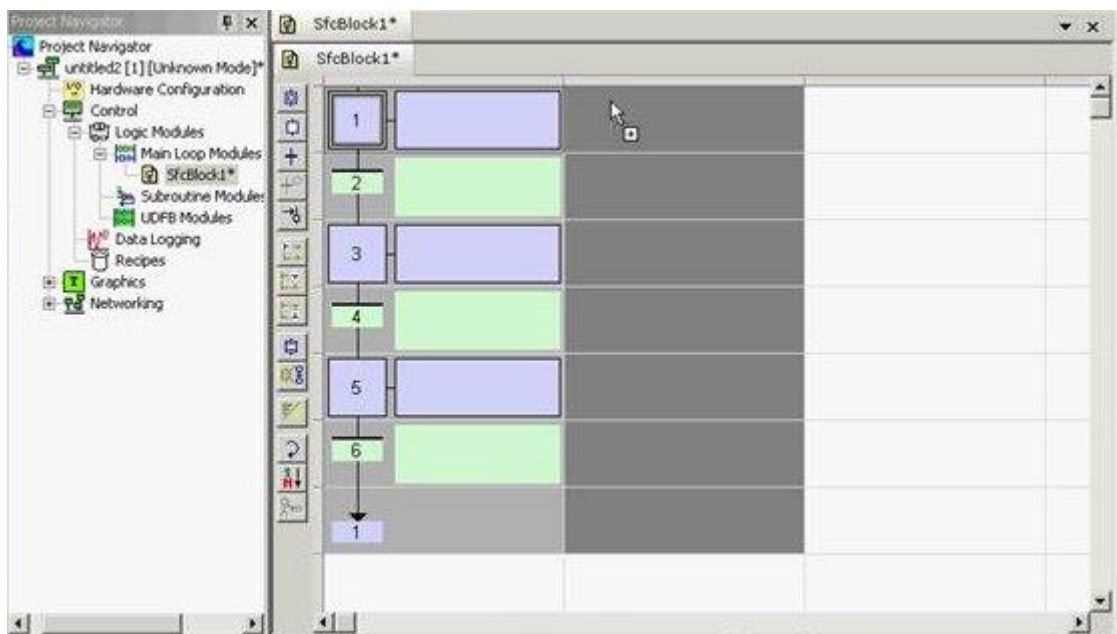 Project Navigator
Project Navigator
untitled2 [1] [Unknown Mode]*
Hardware Configuration
Control
Logic Modules
Main Loop Modules
SfcBlock1*
Subroutine Modules
UDFB Modules
Data Logging
Recipes
Graphics
Networking
SfcBlock1*
SfcBlock1*
1
2
3
4
5
6
1